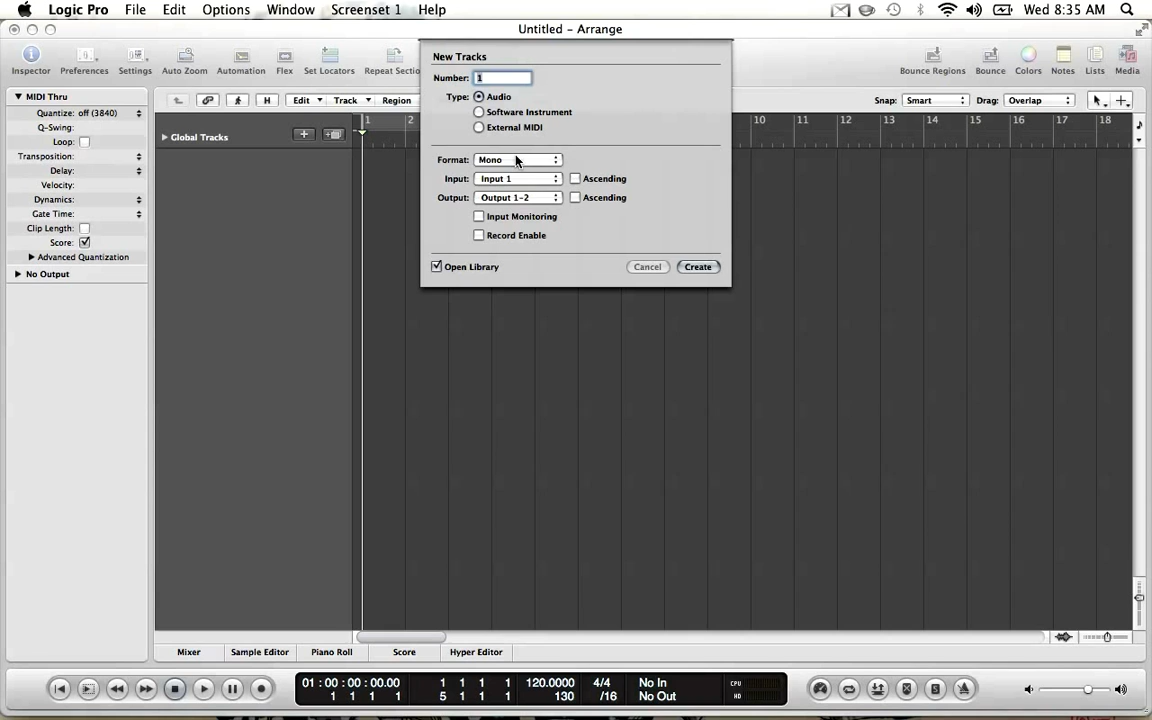 Logic Pro File Edit Options Window Screenset 1 Help Wed 8:35 AM
Untitled – Arrange
Inspector Preferences Settings Auto Zoom Automation Flex Set Locators Repeat Sectio Bounce Regions Bounce Colors Notes Lists Media
New Tracks
Number: 1
Type: Audio
Software Instrument
External MIDI
Format: Mono
Input: Input 1 Ascending
Output: Output 1-2 Ascending
Input Monitoring
Record Enable
Open Library Cancel Create
MIDI Thru
Quantize: off (3840)
Q-Swing:
Loop:
Transposition:
Delay:
Velocity:
Dynamics:
Gate Time:
Clip Length:
Score:
Advanced Quantization
No Output
H Edit Track Region Snap: Smart Drag: Overlap
Global Tracks
1 2 10 11 12 13 14 15 16 17 18
Mixer Sample Editor Piano Roll Score Hyper Editor
01:00:00:00.00 1 1 1 1 120.0000 4/4 No In CPU
1 1 1 1 5 1 1 1 130 /16 No Out HD
S